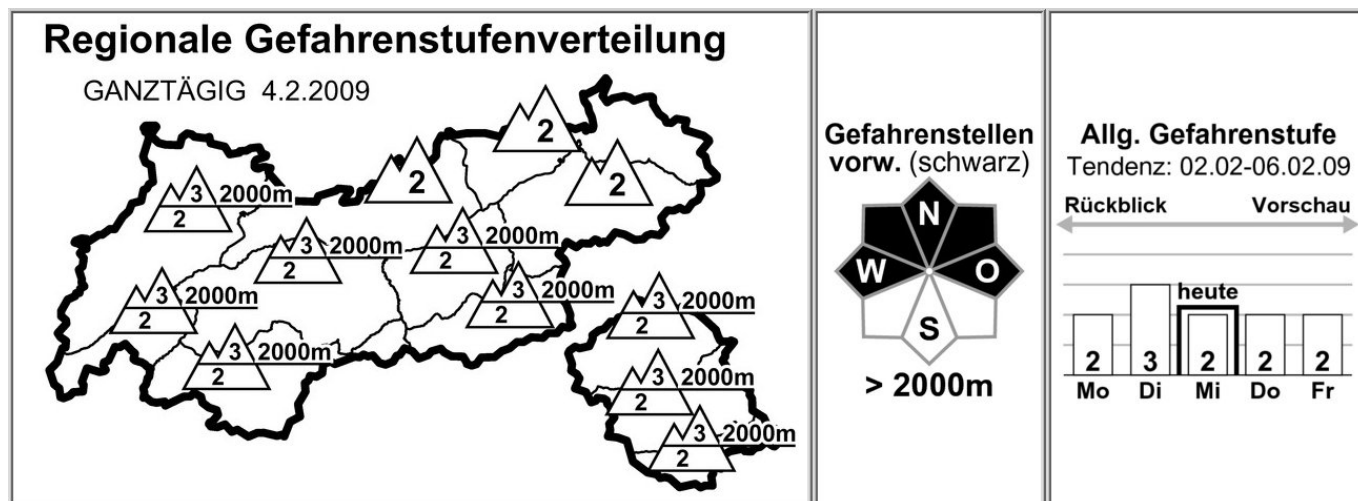 Regionale Gefahrenstufenverteilung
GANZTÄGIG 4.2.2009
2
2
2
3 2000m
2
3 2000m
2
3 2000m
2
3 2000m
2
3 2000m
2
3 2000m
2
3 2000m
2
3 2000m
2
3 2000m
2
Gefahrenstellen
vorw. (schwarz)
N
W O
S
> 2000m
Allg. Gefahrenstufe
Tendenz: 02.02-06.02.09
Rückblick Vorschau
heute
2 3 2 2 2
Mo Di Mi Do Fr